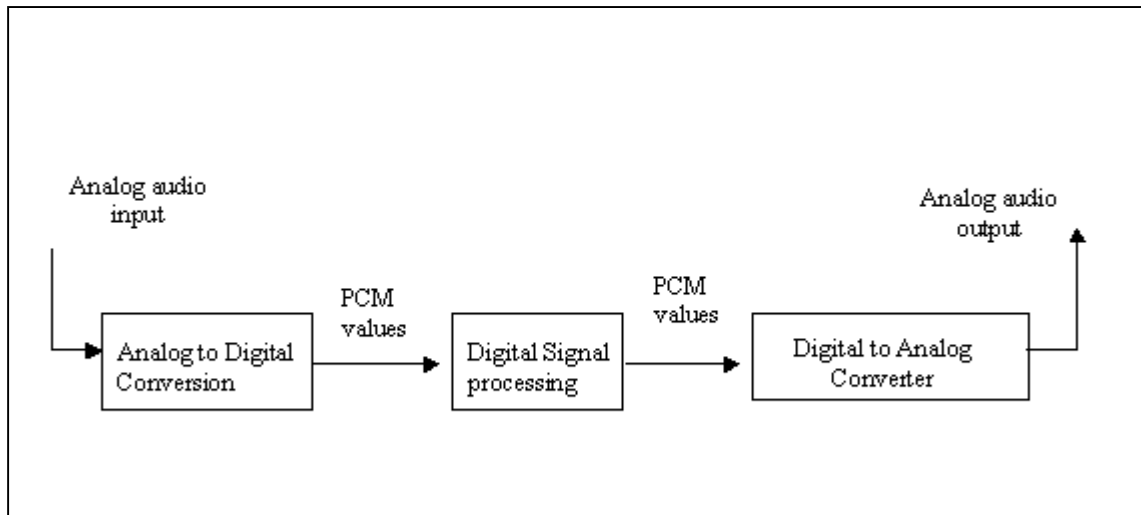 Analog audio
input
Analog to Digital
Conversion
PCM
values
Digital Signal
processing
PCM
values
Digital to Analog
Converter
Analog audio
output